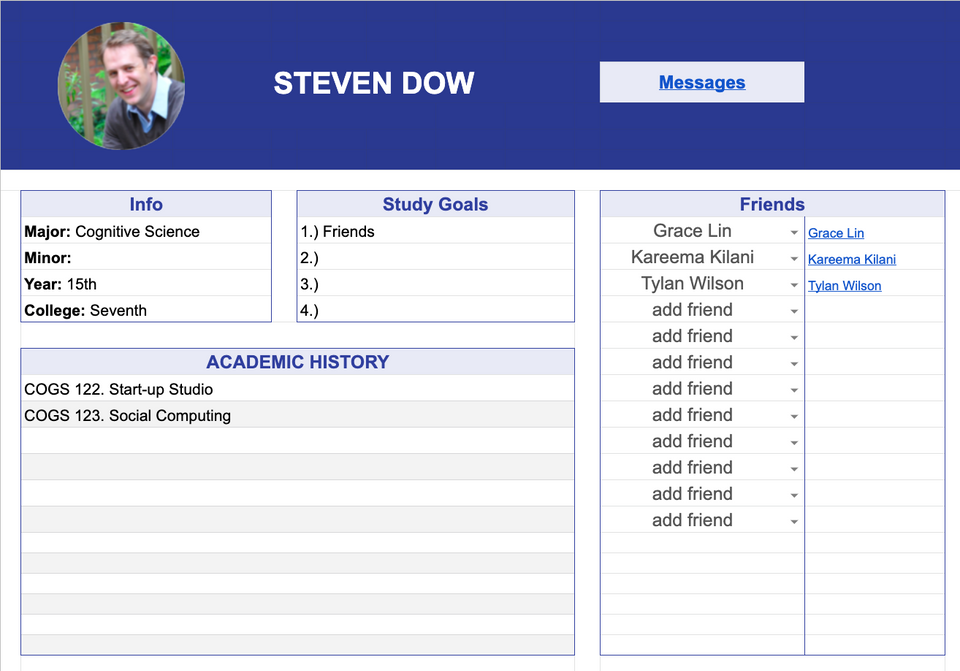 STEVEN DOW
Messages
Info
Major: Cognitive Science
Minor:
Year: 15th
College: Seventh
Study Goals
1.) Friends
2.)
3.)
4.)
ACADEMIC HISTORY
COGS 122. Start-up Studio
COGS 123. Social Computing
Friends
Grace Lin Grace Lin
Kareema Kilani Kareema Kilani
Tylan Wilson Tylan Wilson
add friend
add friend
add friend
add friend
add friend
add friend
add friend
add friend
add friend